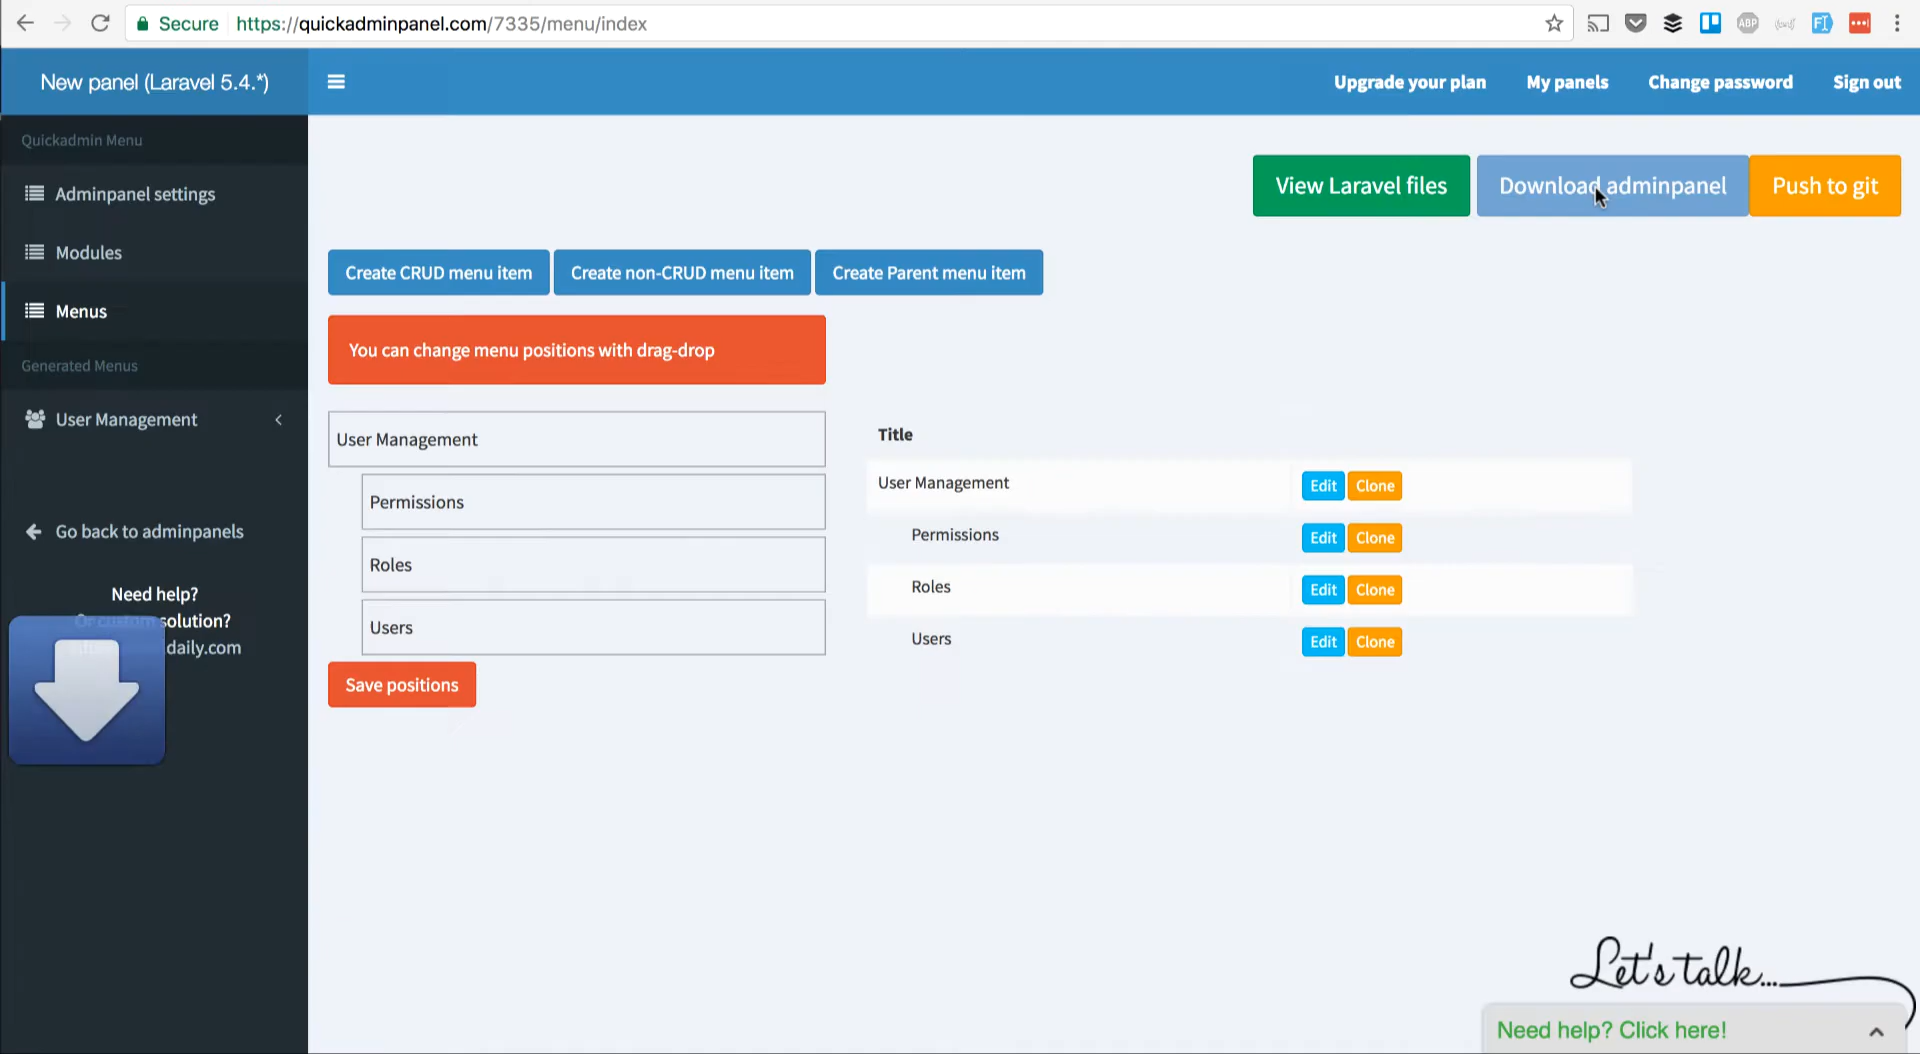 Secure https://quickadminpanel.com/7335/menu/index
ABP
New panel (Laravel 5.4.*)
Upgrade your plan My panels Change password Sign out
Quickadmin Menu
Adminpanel settings
Modules
Menus
Generated Menus
User Management
Go back to adminpanels
Need help?
Or custom solution?
daily.com
View Laravel files Download adminpanel Push to git
Create CRUD menu item Create non-CRUD menu item Create Parent menu item
You can change menu positions with drag-drop
User Management
Permissions
Roles
Users
Save positions
Title
User Management Edit Clone
Permissions Edit Clone
Roles Edit Clone
Users Edit Clone
Let's talk...
Need help? Click here!